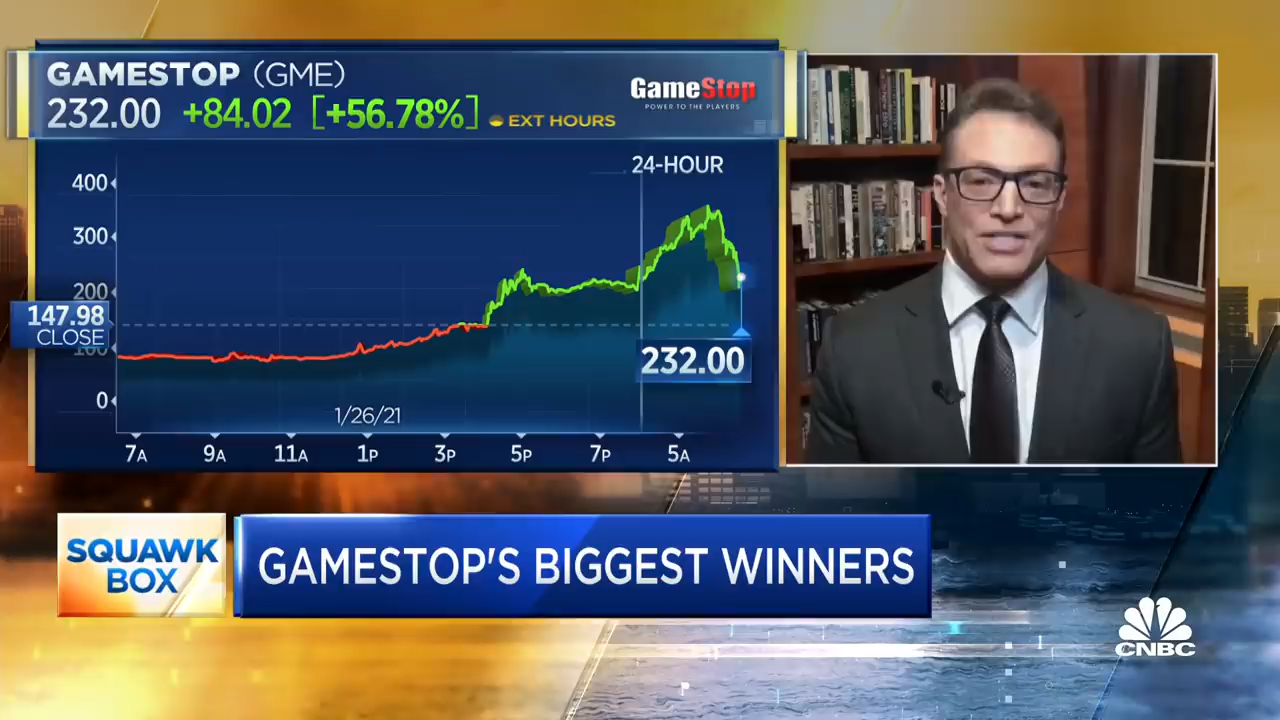 GAMESTOP (GME)
232.00 +84.02 [+56.78%] EXT HOURS
GameStop
POWER TO THE PLAYERS
24-HOUR
400
300
200
147.98
CLOSE
100
0
232.00
1/26/21
7A 9A 11A 1P 3P 5P 7P 5A
SQUAWK
BOX
GAMESTOP'S BIGGEST WINNERS
CNBC